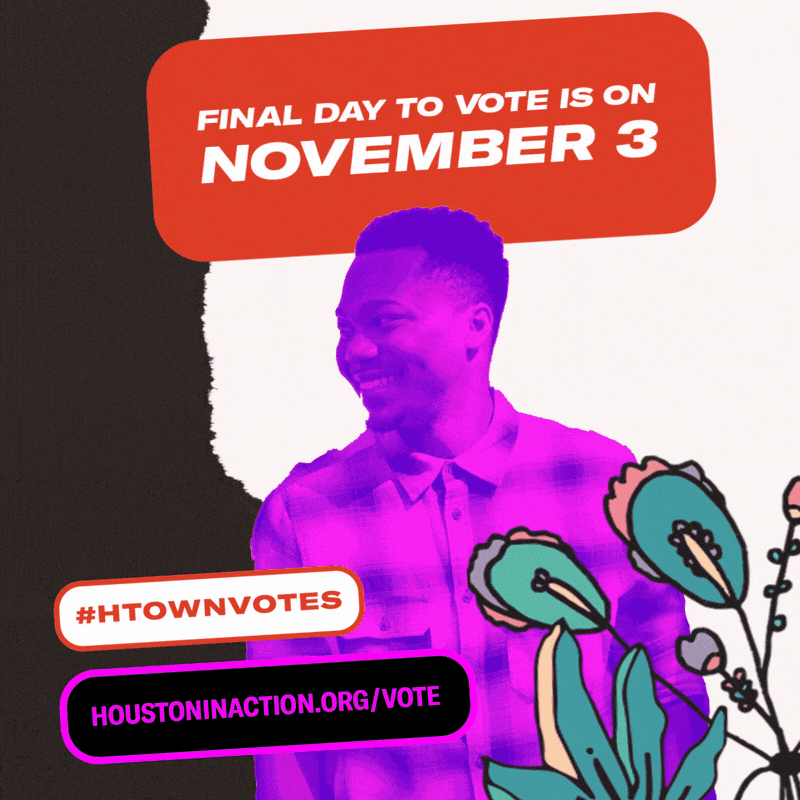 FINAL DAY TO VOTE IS ON
NOVEMBER 3
#HTOWNVOTES
HOUSTONINACTION.ORG/VOTE